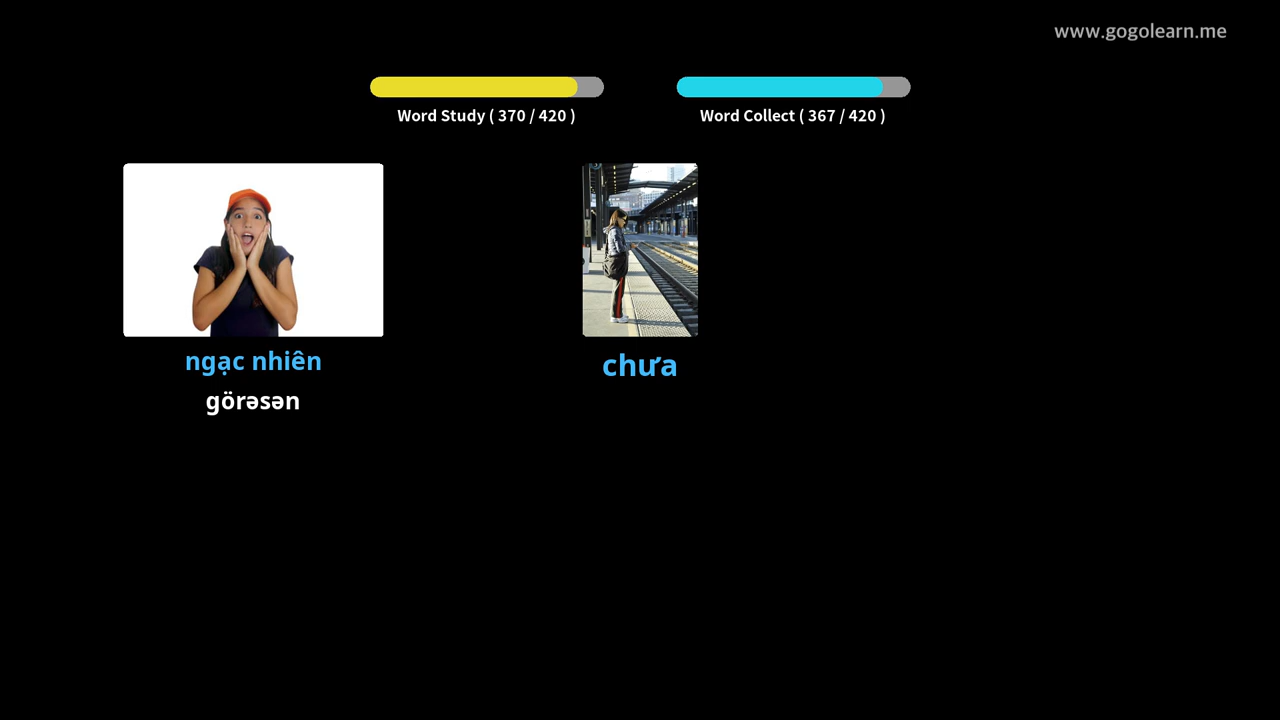 www.gogolearn.me
Word Study ( 370 / 420 )
Word Collect ( 367 / 420 )
ngạc nhiên
görəsən
chưa